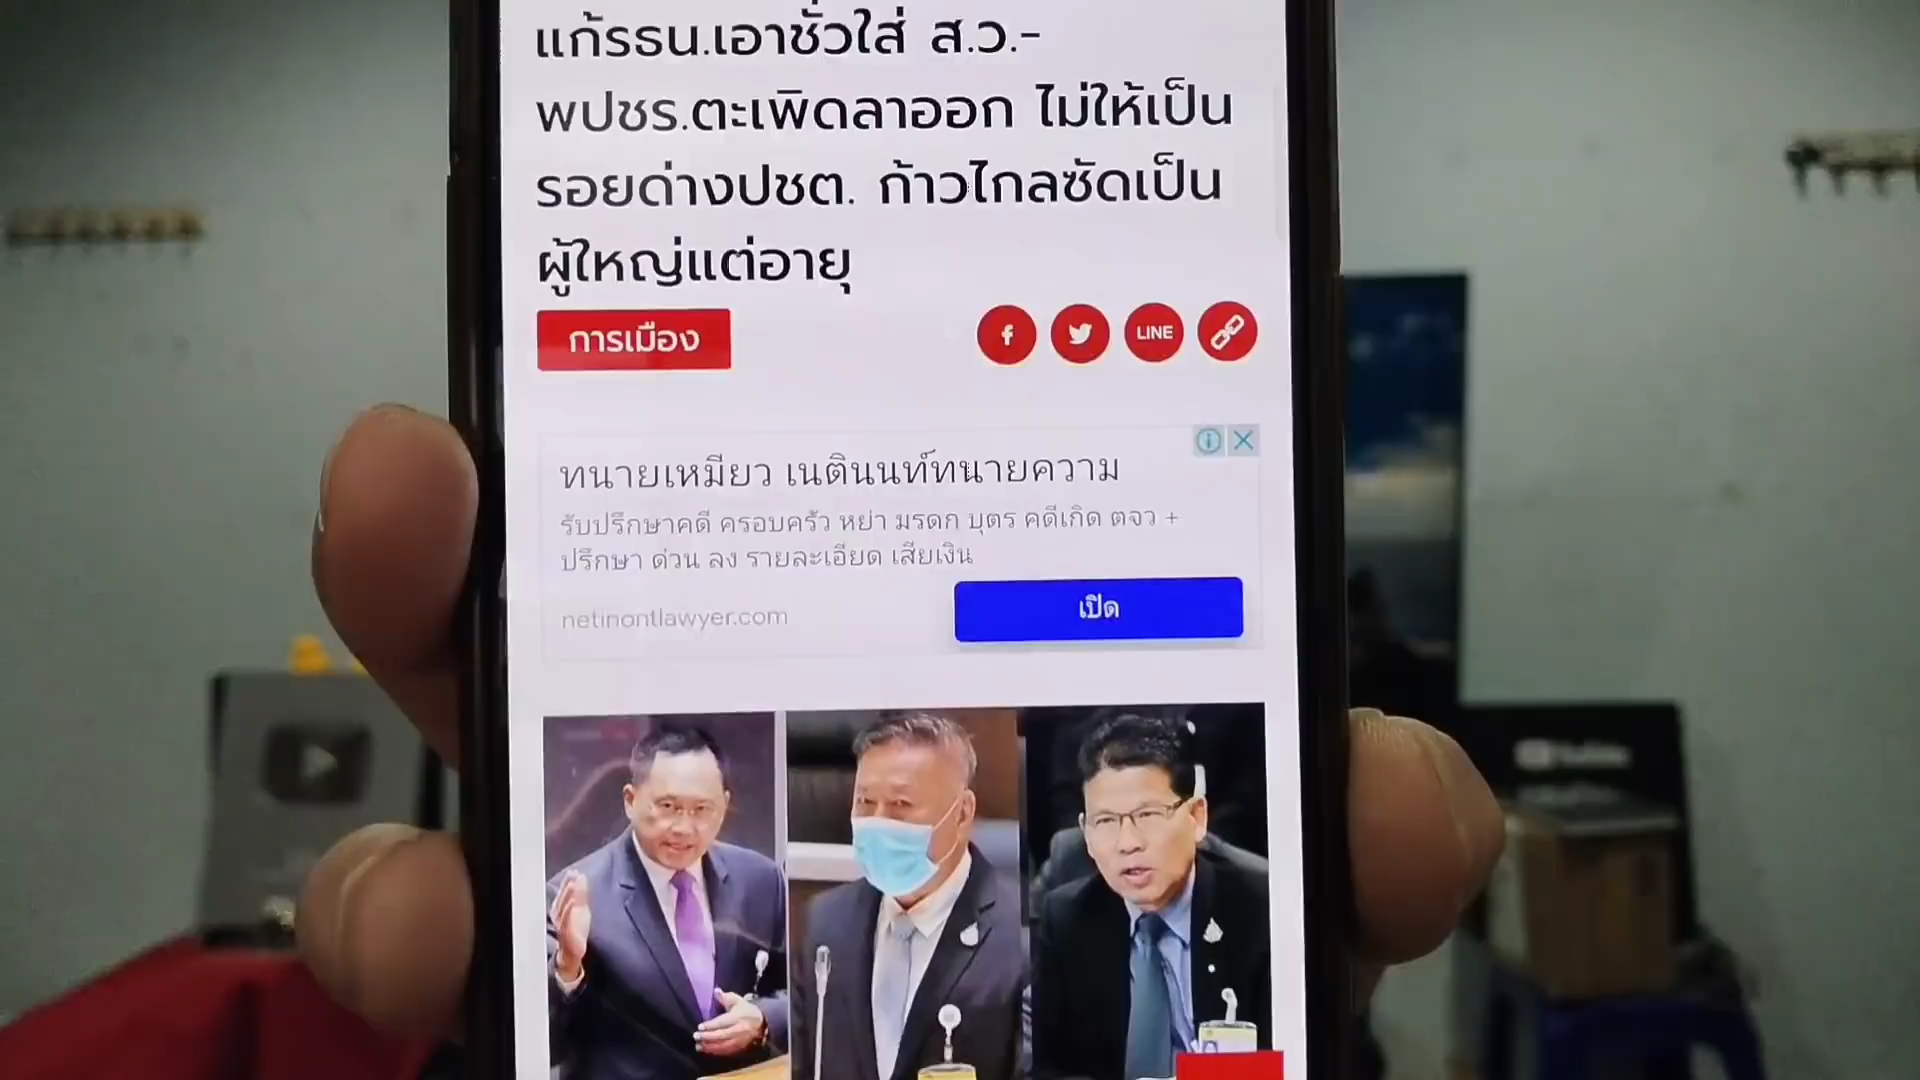 แก้รธน.เอาชั่วใส่ ส.ว.-
พปชร.ตะเพิดลาออก ไม่ให้เป็น
รอยด่างปชต. ก้าวไกลซัดเป็น
ผู้ใหญ่แต่อายุ
การเมือง
LINE
ทนายเหมียว เนตินนท์ทนายความ
รับปรึกษาคดี ครอบครัว หย่า มรดก บุตร คดีเกิด ตจว +
ปรึกษา ด่วน ลง รายละเอียด เสียเงิน
netinontlawyer.com
เปิด